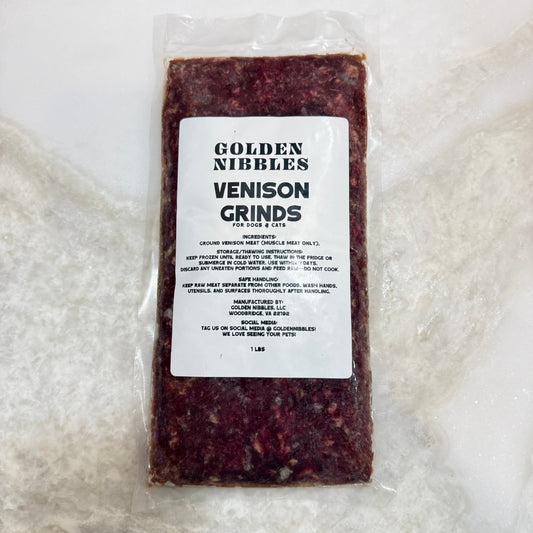 GOLDEN
NIBBLES
VENISON
GRINDS
FOR DOGS & CATS
INGREDIENTS:
GROUND VENISON MEAT (MUSCLE MEAT ONLY).
STORAGE/THAWING INSTRUCTIONS:
KEEP FROZEN UNTIL READY TO USE. THAW IN THE FRIDGE OR
SUBMERGE IN COLD WATER. USE WITHIN DAYS.
DISCARD ANY UNEATEN PORTIONS AND FEED RAW—DO NOT COOK.
SAFE HANDLING:
KEEP RAW MEAT SEPARATE FROM OTHER FOODS. WASH HANDS,
UTENSILS, AND SURFACES THOROUGHLY AFTER HANDLING.
MANUFACTURED BY:
GOLDEN NIBBLES, LLC
WOODBRIDGE, VA 22192
SOCIAL MEDIA:
TAG US ON SOCIAL MEDIA @ GOLDENNIBBLES!
WE LOVE SEEING YOUR PETS!
1 LBS